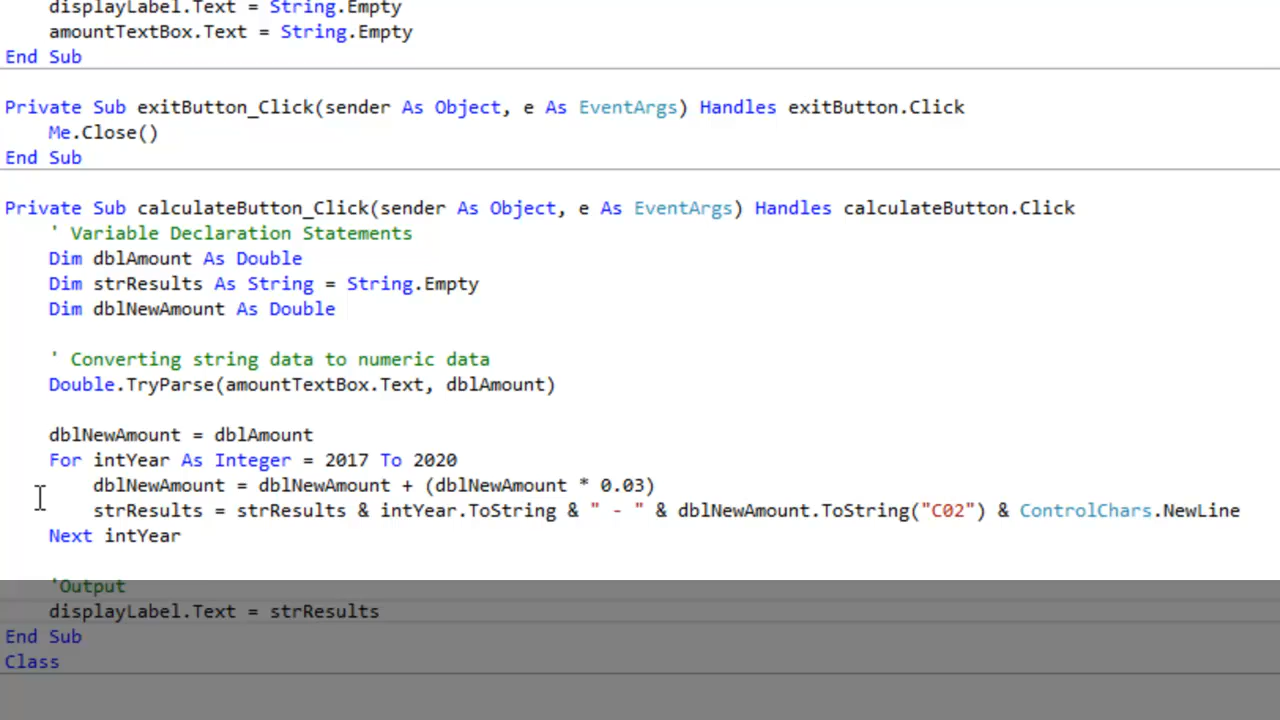 displayLabel.Text = String.Empty
amountTextBox.Text = String.Empty
End Sub
Private Sub exitButton_Click(sender As Object, e As EventArgs) Handles exitButton.Click
Me.Close()
End Sub
Private Sub calculateButton_Click(sender As Object, e As EventArgs) Handles calculateButton.Click
' Variable Declaration Statements
Dim dblAmount As Double
Dim strResults As String = String.Empty
Dim dblNewAmount As Double
' Converting string data to numeric data
Double.TryParse(amountTextBox.Text, dblAmount)
dblNewAmount = dblAmount
For intYear As Integer = 2017 To 2020
dblNewAmount = dblNewAmount + (dblNewAmount * 0.03)
strResults = strResults & intYear.ToString & " - " & dblNewAmount.ToString("C02") & ControlChars.NewLine
Next intYear
'Output
displayLabel.Text = strResults
End Sub
Class